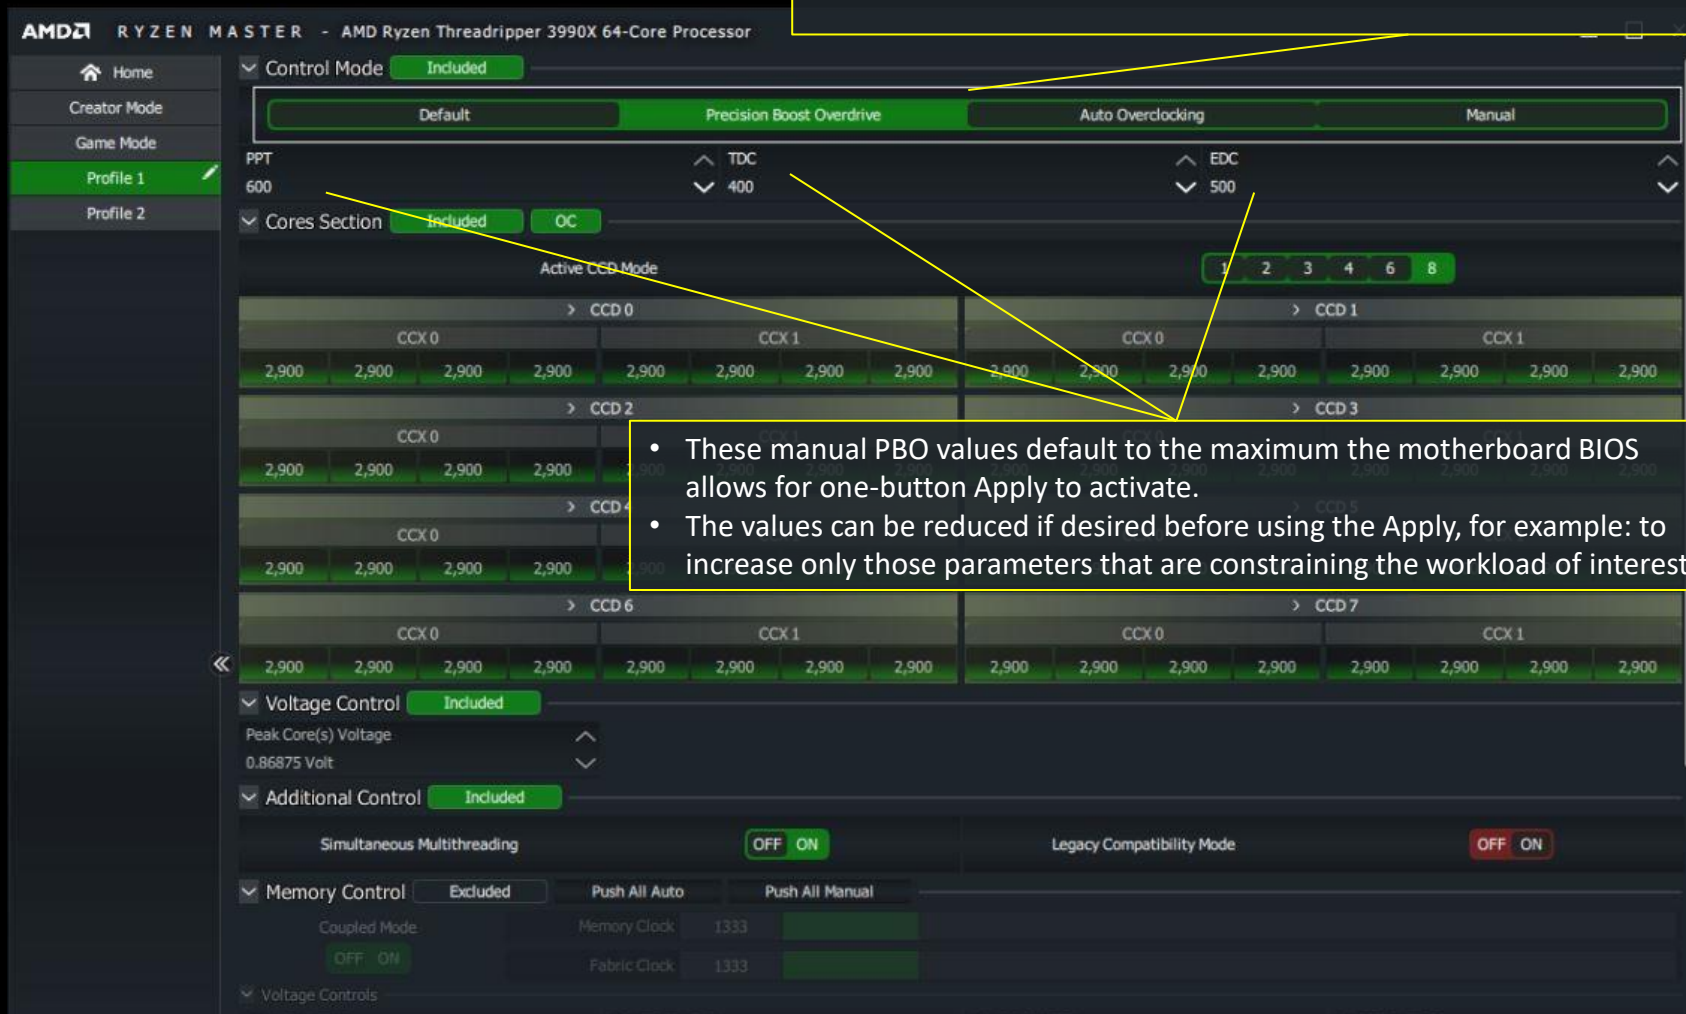 AMD RYZEN MASTER - AMD Ryzen Threadripper 3990X 64-Core Processor
Home
Creator Mode
Game Mode
Profile 1
Profile 2
Control Mode Included
Default Precision Boost Overdrive Auto Overclocking Manual
PPT TDC EDC
600 400 500
Cores Section Included OC
Active CCD Mode 1 2 3 4 6 8
CCD 0 CCD 1
CCX 0 CCX 1 CCX 0 CCX 1
2,900 2,900 2,900 2,900 2,900 2,900 2,900 2,900 2,900 2,900 2,900 2,900 2,900 2,900 2,900 2,900
CCD 2 CCD 3
CCX 0
2,900 2,900 2,900 2,900
• These manual PBO values default to the maximum the motherboard BIOS
allows for one-button Apply to activate.
• The values can be reduced if desired before using the Apply, for example: to
increase only those parameters that are constraining the workload of interest
CCD 4 CCD 5
CCX 0
2,900 2,900 2,900 2,900
CCD 6 CCD 7
CCX 0 CCX 1 CCX 0 CCX 1
2,900 2,900 2,900 2,900 2,900 2,900 2,900 2,900 2,900 2,900 2,900 2,900 2,900 2,900 2,900 2,900
Voltage Control Included
Peak Core(s) Voltage
0.86875 Volt
Additional Control Included
Simultaneous Multithreading OFF ON Legacy Compatibility Mode OFF ON
Memory Control Excluded Push All Auto Push All Manual
Coupled Mode Memory Clock 1333
OFF ON Fabric Clock 1333
Voltage Controls